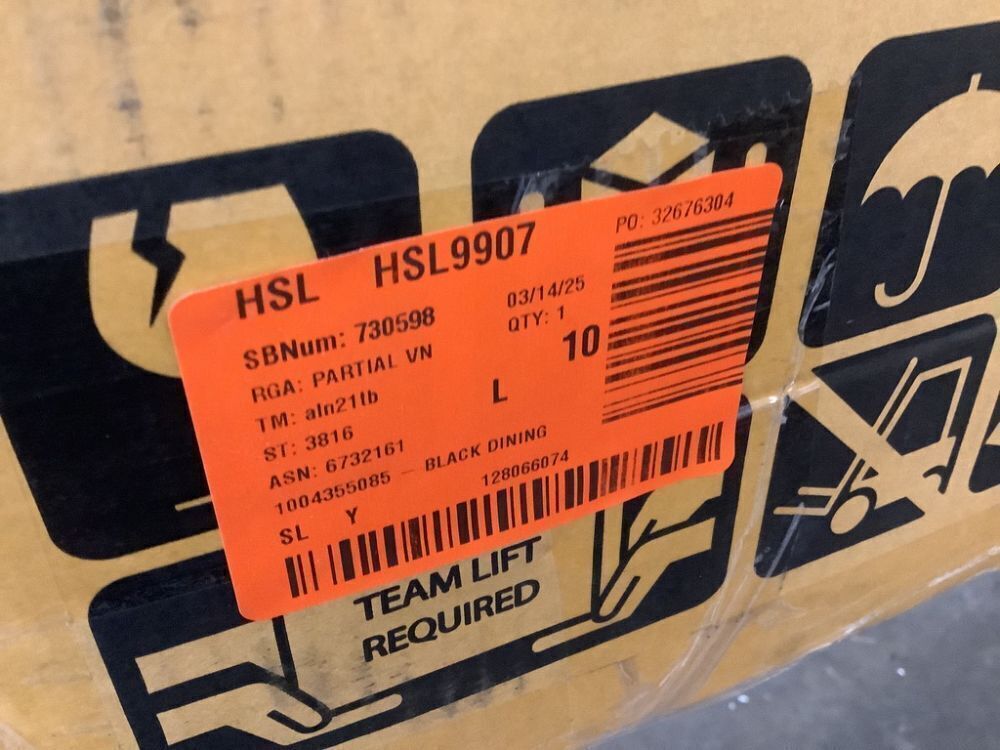 HSL HSL9907
PO: 32676304
SBNum: 730598
03/14/25
RGA: PARTIAL VN
QTY: 1
TM: aln21tb
L
10
ST: 3816
ASN: 6732161
1004355085 - BLACK DINING
SL Y
128066074
TEAM LIFT
REQUIRED